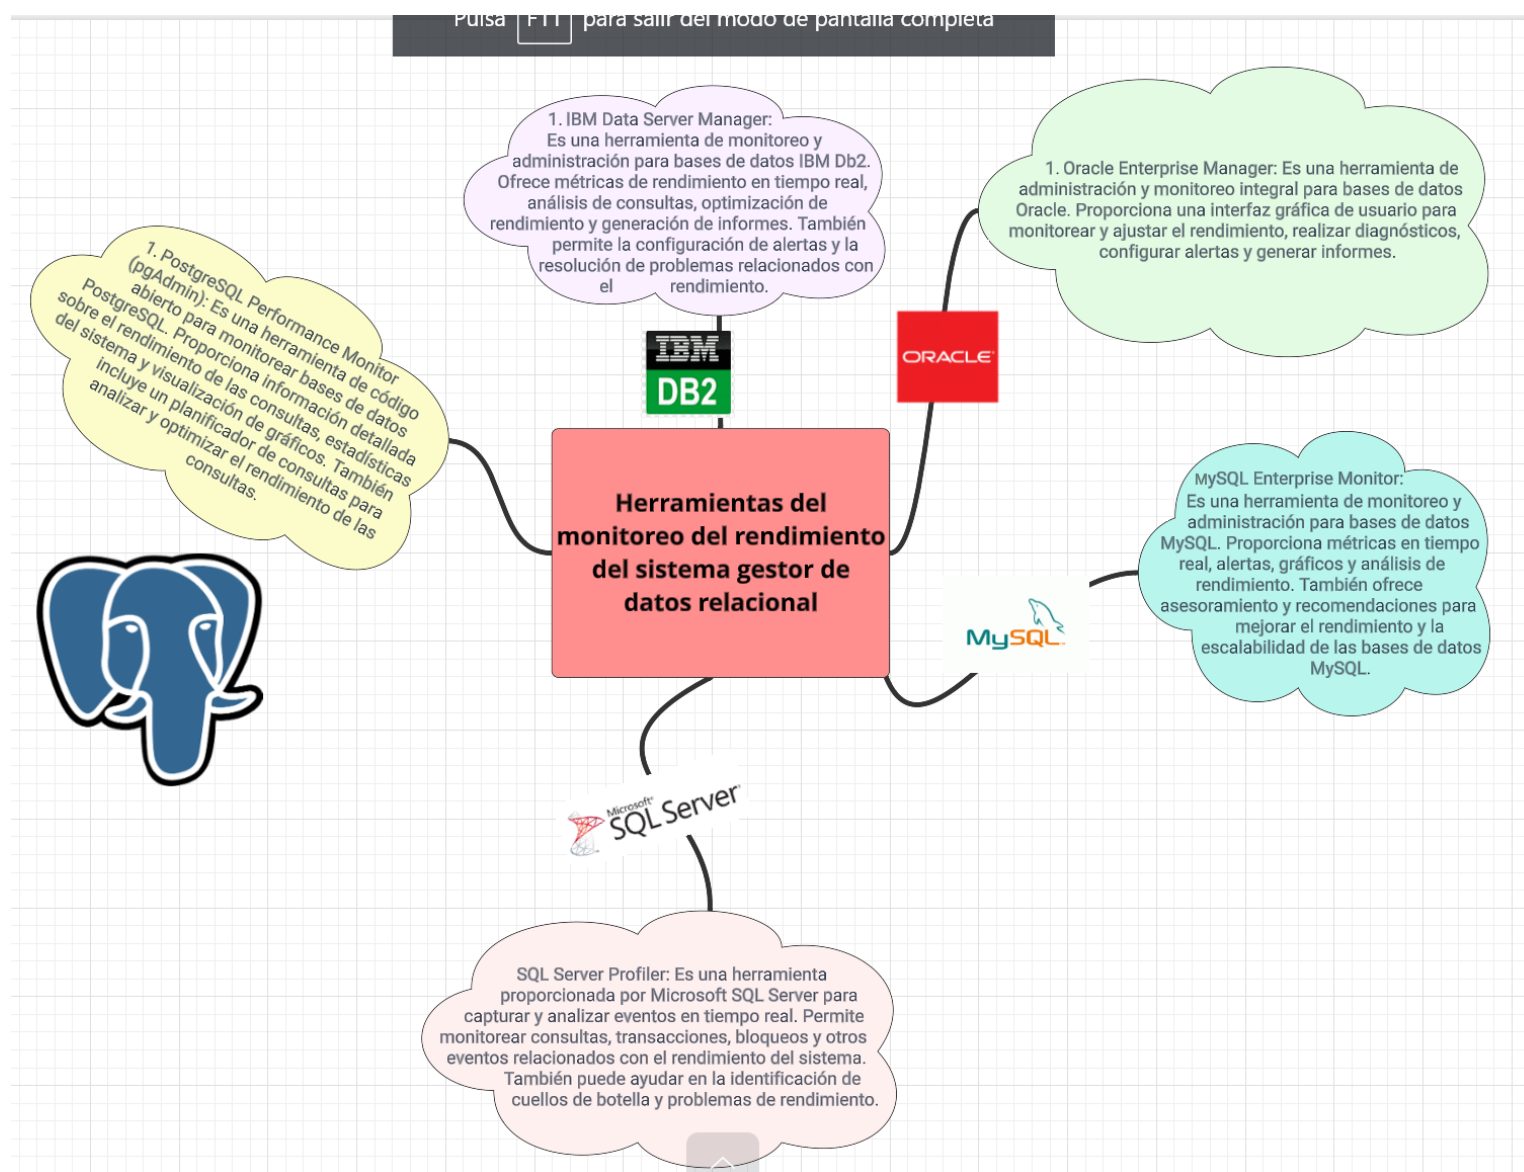 Pulsa F11 para salir del modo de pantalla completa
1. IBM Data Server Manager:
Es una herramienta de monitoreo y
administración para bases de datos IBM Db2.
Ofrece métricas de rendimiento en tiempo real,
análisis de consultas, optimización de
rendimiento y generación de informes. También
permite la configuración de alertas y la
resolución de problemas relacionados con
el rendimiento.
1. Oracle Enterprise Manager: Es una herramienta de
administración y monitoreo integral para bases de datos
Oracle. Proporciona una interfaz gráfica de usuario para
monitorear y ajustar el rendimiento, realizar diagnósticos,
configurar alertas y generar informes.
1. PostgreSQL Performance Monitor
(pgAdmin): Es una herramienta de código
abierto para monitorear bases de datos
PostgreSQL. Proporciona información detallada
sobre el rendimiento de las consultas, estadísticas
del sistema y visualización de gráficos. También
incluye un planificador de consultas para
analizar y optimizar el rendimiento de las
consultas.
IBM
DB2
ORACLE
Herramientas del
monitoreo del rendimiento
del sistema gestor de
datos relacional
MySQL Enterprise Monitor:
Es una herramienta de monitoreo y
administración para bases de datos
MySQL. Proporciona métricas en tiempo
real, alertas, gráficos y análisis de
rendimiento. También ofrece
asesoramiento y recomendaciones para
mejorar el rendimiento y la
escalabilidad de las bases de datos
MySQL.
MySQL
Microsoft
SQL Server
SQL Server Profiler: Es una herramienta
proporcionada por Microsoft SQL Server para
capturar y analizar eventos en tiempo real. Permite
monitorear consultas, transacciones, bloqueos y otros
eventos relacionados con el rendimiento del sistema.
También puede ayudar en la identificación de
cuellos de botella y problemas de rendimiento.